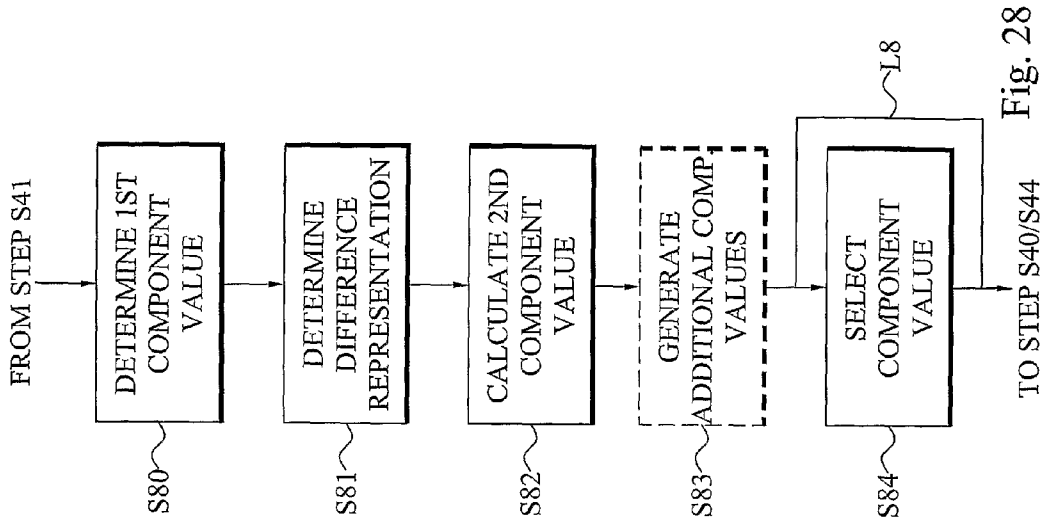 FROM STEP S41
S80
DETERMINE 1ST
COMPONENT
VALUE
S81
DETERMINE
DIFFERENCE
REPRESENTATION
S82
CALCULATE 2ND
COMPONENT
VALUE
S83
GENERATE
ADDITIONAL COMP
VALUES
L8
S84
SELECT
COMPONENT
VALUE
TO STEP S40/S44
Fig. 28